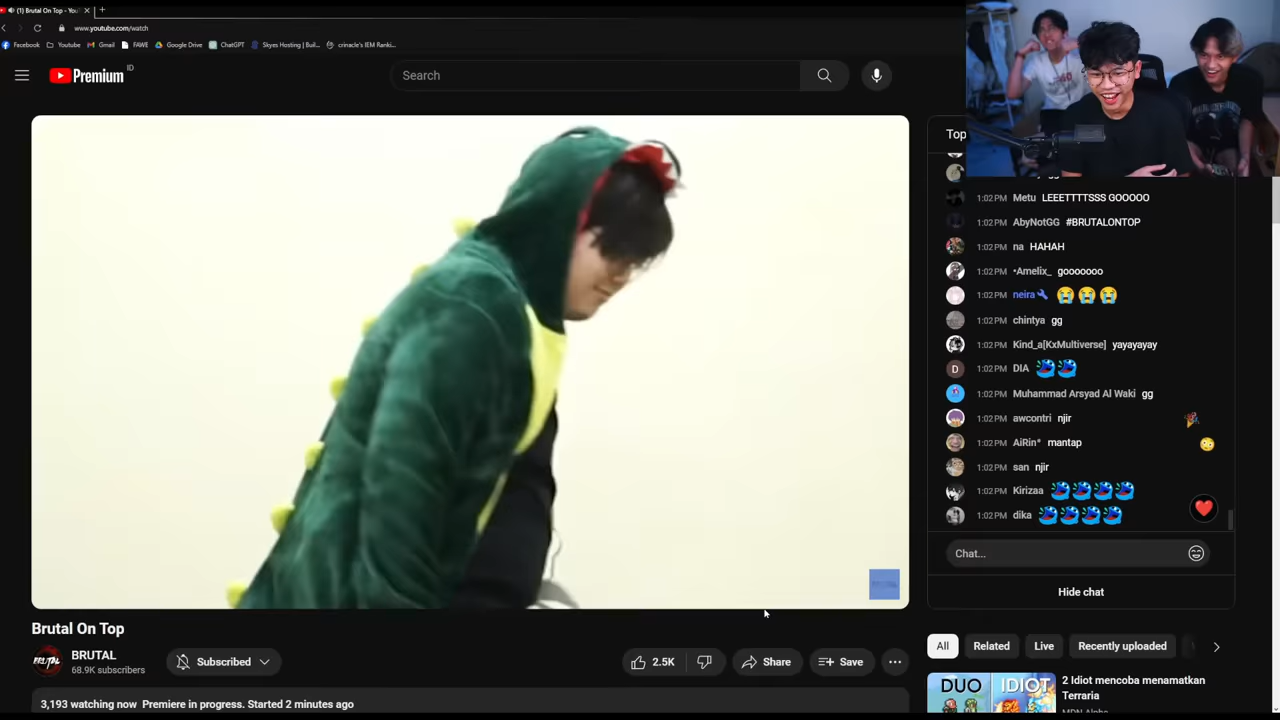 (1) Brutal On Top - YouTu
www.youtube.com/watch
Facebook Youtube Gmail FAWE Google Drive ChatGPT Skyes Hosting | Buil... crinacle's IEM Ranki...
Premium ID
Search
Top
gg
1:02 PM Metu LEEETTTTSSS GOOOOO
1:02 PM AbyNotGG #BRUTALONTOP
1:02 PM na HAHAH
1:02 PM •Amelix_ gooooooo
1:02 PM neira 😭😭😭
1:02 PM chintya gg
1:02 PM Kind_a[KxMultiverse] yayayayay
D 1:02 PM DIA
1:02 PM Muhammad Arsyad Al Waki gg
1:02 PM awcontri njir
1:02 PM AiRin* mantap
1:02 PM san njir
1:02 PM Kirizaa
1:02 PM dika
Chat...
Hide chat
BRUTAL
Brutal On Top
BRUTAL
BRUTAL
68.9K subscribers
Subscribed
2.5K
Share
Save
3,193 watching now Premiere in progress. Started 2 minutes ago
All
Related
Live
Recently uploaded
DUO IDIOT
2 Idiot mencoba menamatkan
Terraria
MDN Alpha